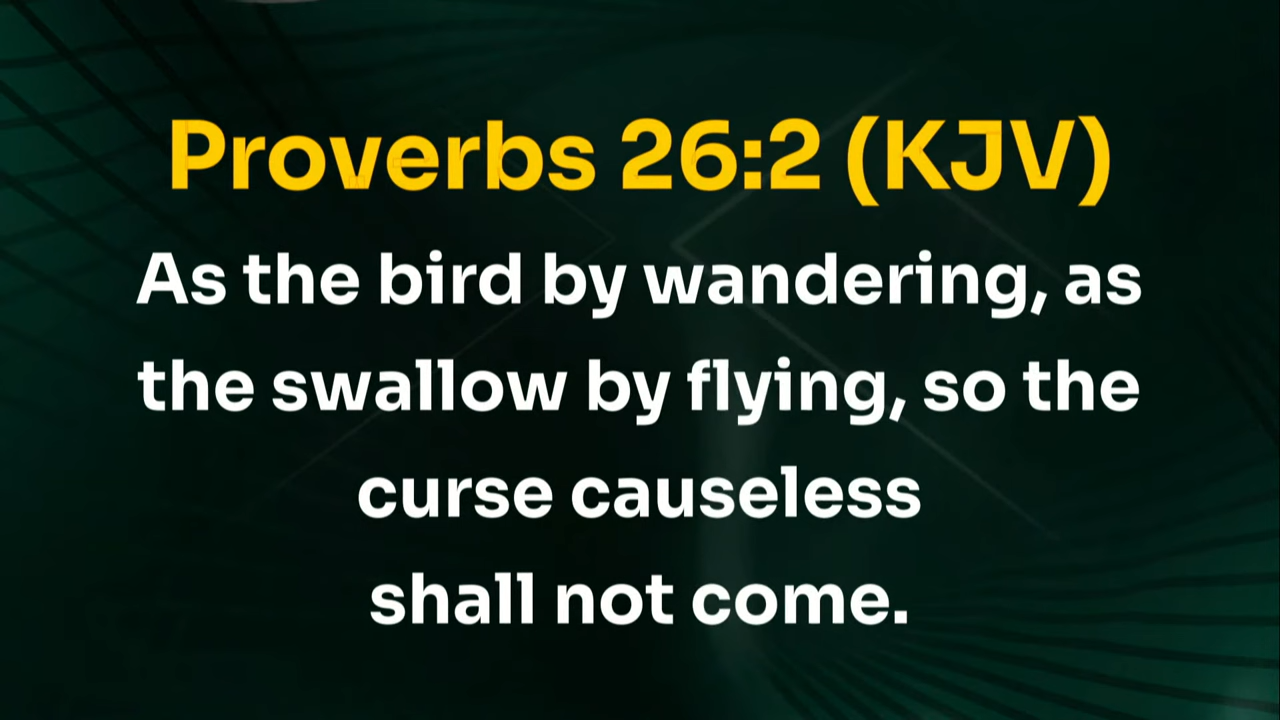 Proverbs 26:2 (KJV)
As the bird by wandering, as
the swallow by flying, so the
curse causeless
shall not come.